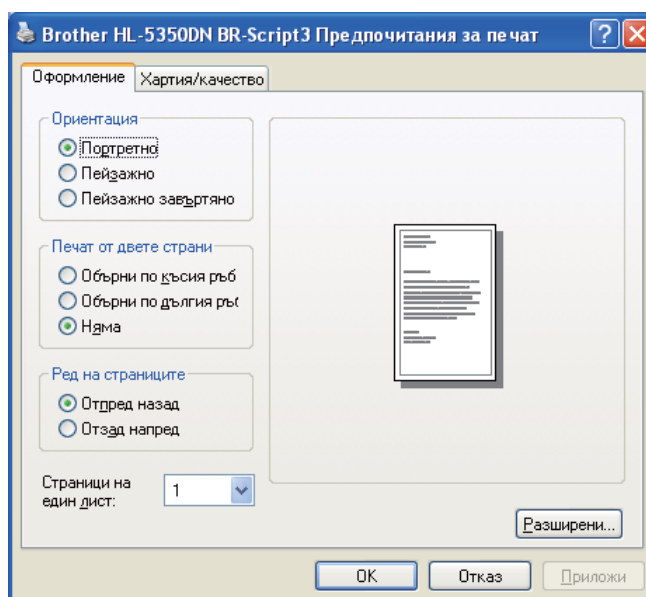 Brother HL-5350DN BR-Script3 Предпочитания за печат
Оформление Хартия/качество
Ориентация
Портретно
Пейзажно
Пейзажно завъртяно
Печат от двете страни
Обърни по късия ръб
Обърни по дългия ръб
Няма
Ред на страниците
Отпред назад
Отзад напред
Страници на
един лист:
1
Разширени...
OK Отказ Приложи